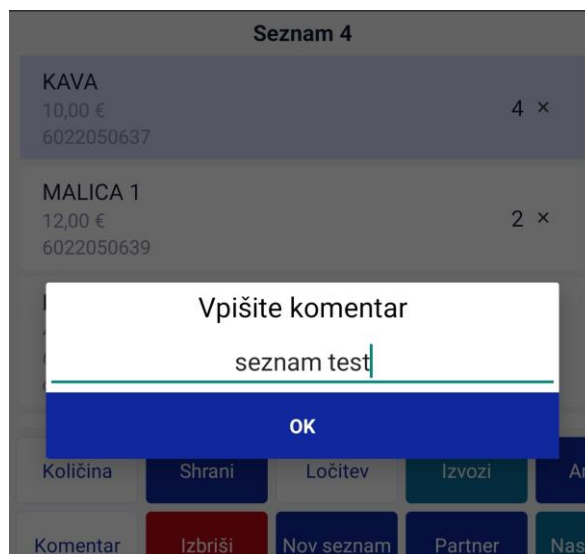 Seznam 4
KAVA
10,00 €
4 ×
6022050637
MALICA 1
12,00 €
2 ×
6022050639
Vpišite komentar
seznam test
OK
Količina Shrani Ločitev Izvozi
Komentar Izbriši Nov seznam Partner